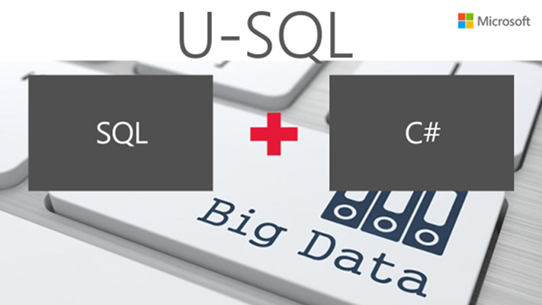 U-SQL
Microsoft
SQL
C#
Big Data